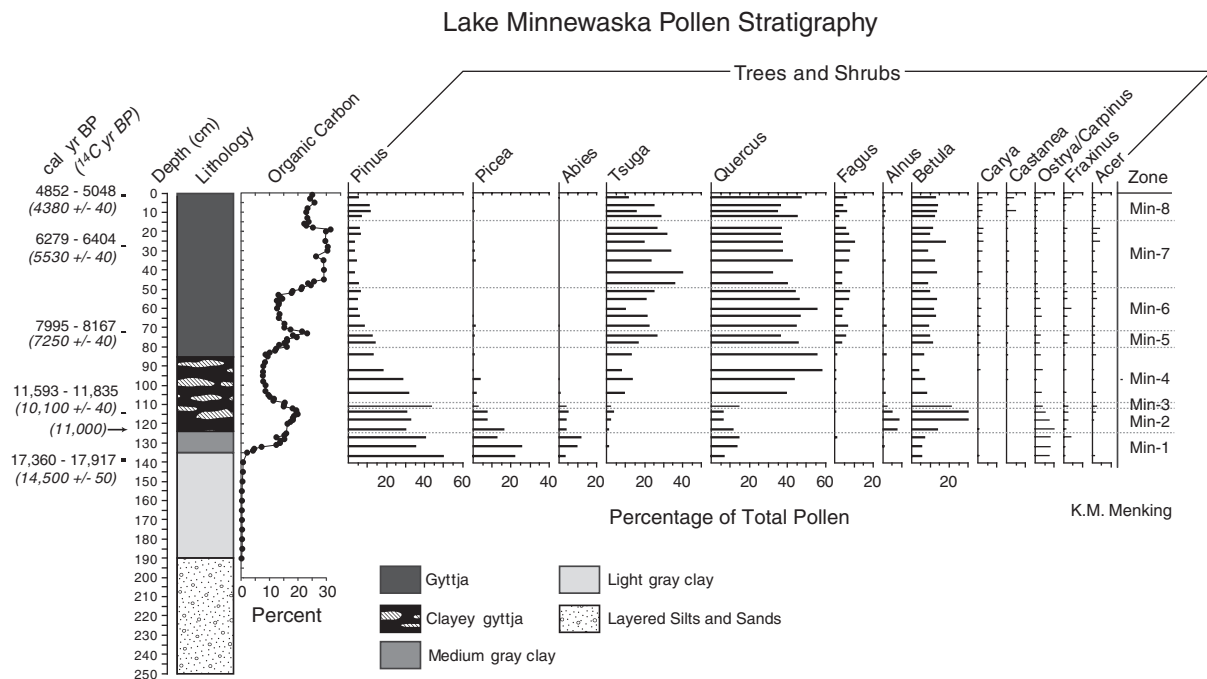 Lake Minnewaska Pollen Stratigraphy
Trees and Shrubs
cal yr BP
(14C yr BP)
Depth (cm)
Lithology
Organic Carbon
Pinus
Picea
Abies
Tsuga
Quercus
Fagus
Alnus
Betula
Carya
Castanea
Ostrya/Carpinus
Fraxinus
Acer
Zone
4852 - 5048
(4380 +/- 40)
6279 - 6404
(5530 +/- 40)
7995 - 8167
(7250 +/- 40)
11,593 - 11,835
(10,100 +/- 40)
(11,000)
17,360 - 17,917
(14,500 +/- 50)
0
10
20
30
40
50
60
70
80
90
100
110
120
130
140
150
160
170
180
190
200
210
220
230
240
250
Min-8
Min-7
Min-6
Min-5
Min-4
Min-3
Min-2
Min-1
20 40 60 20 40 20 20 40 20 40 60 20 20
Percentage of Total Pollen
K.M. Menking
0 10 20 30
Percent
Gyttja
Clayey gyttja
Medium gray clay
Light gray clay
Layered Silts and Sands